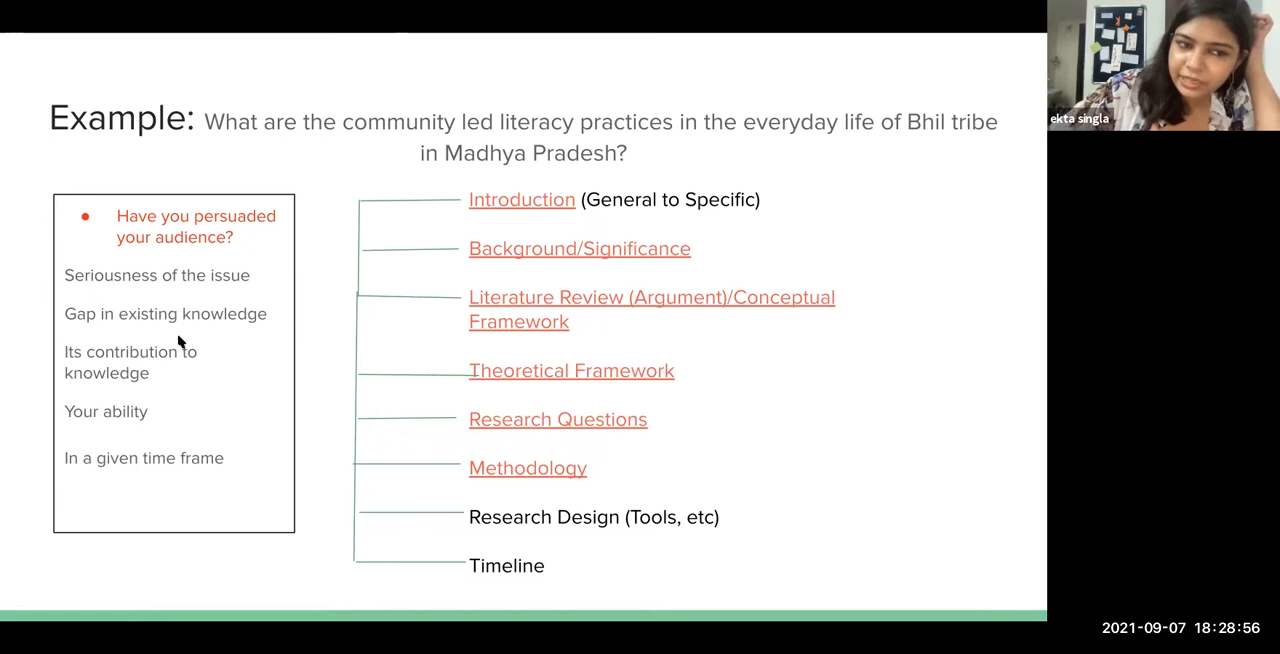 Example: What are the community led literacy practices in the everyday life of Bhil tribe
in Madhya Pradesh?
● Have you persuaded
your audience?
Seriousness of the issue
Gap in existing knowledge
Its contribution to
knowledge
Your ability
In a given time frame
Introduction (General to Specific)
Background/Significance
Literature Review (Argument)/Conceptual
Framework
Theoretical Framework
Research Questions
Methodology
Research Design (Tools, etc)
Timeline
ekta singla
2021-09-07 18:28:56